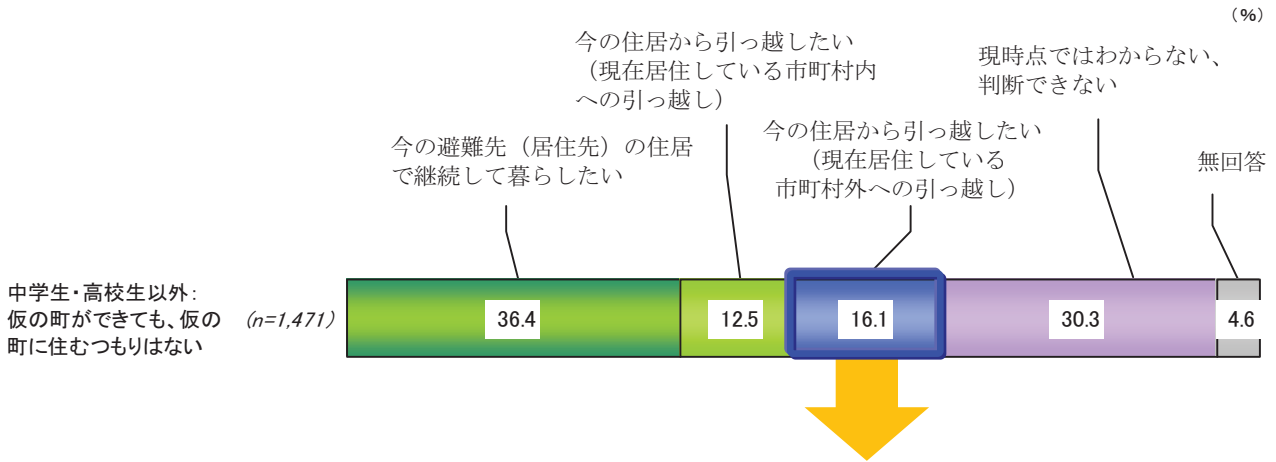 (%)
今の住居から引っ越したい
（現在居住している市町村内
への引っ越し）
現時点ではわからない、
判断できない
今の住居から引っ越したい
（現在居住している
市町村外への引っ越し）
今の避難先（居住先）の住居
で継続して暮らしたい
無回答
中学生・高校生以外：
仮の町ができても、仮の
町に住むつもりはない
(n=1,471)
36.4
12.5
16.1
30.3
4.6